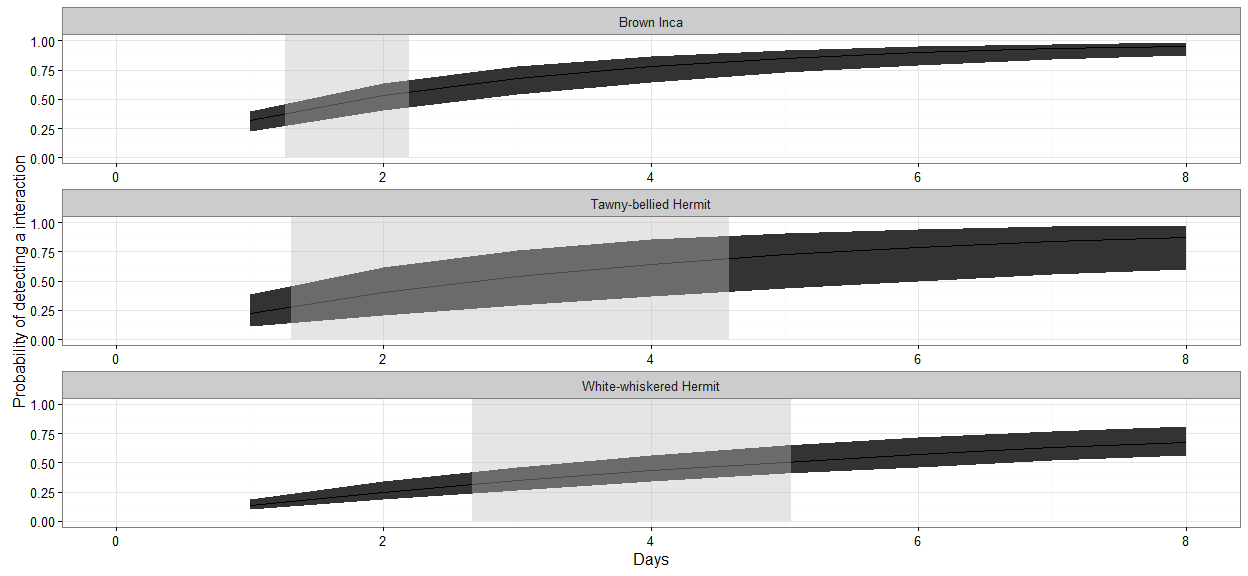 Brown Inca
1.00
0.75
0.50
0.25
0.00
0 2 4 6 8
Tawny-bellied Hermit
1.00
0.75
0.50
0.25
0.00
0 2 4 6 8
White-whiskered Hermit
1.00
0.75
0.50
0.25
0.00
0 2 4 6 8
Days
Probability of detecting a interaction